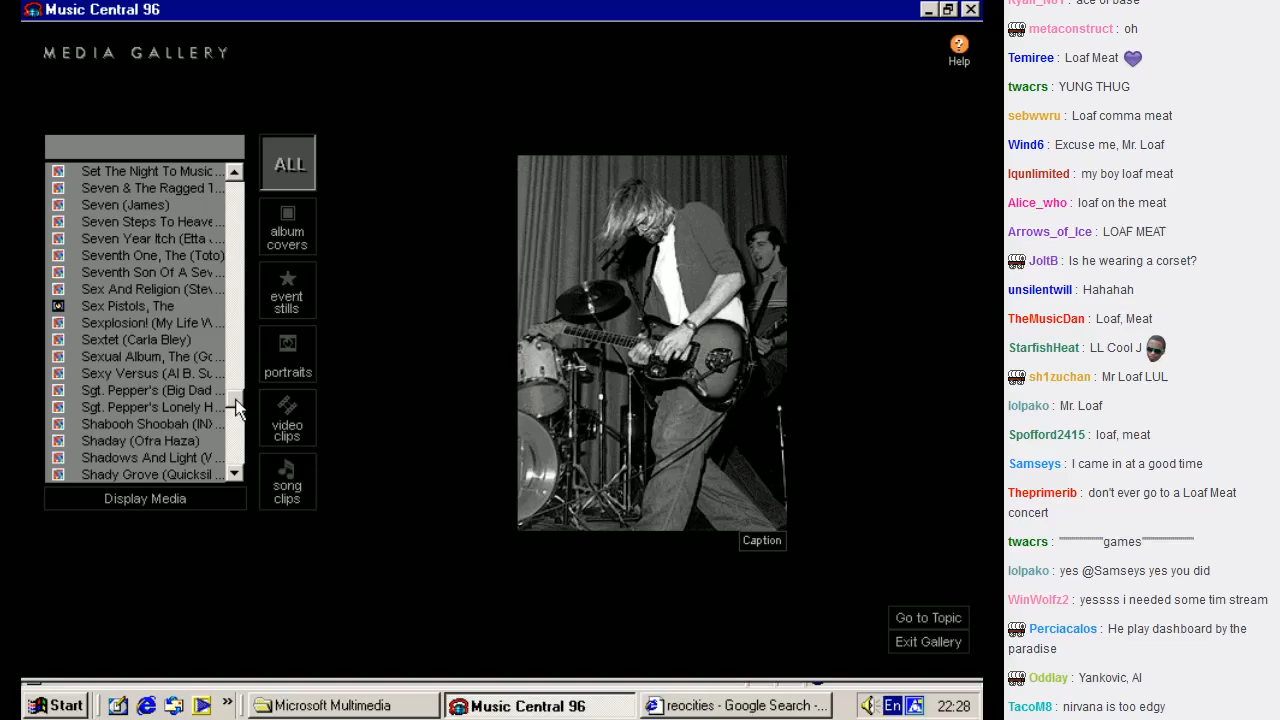 Music Central 96
MEDIA GALLERY
Help
Set The Night To Music ...
Seven & The Ragged T...
Seven (James)
Seven Steps To Heave...
Seven Year Itch (Etta ...
Seventh One, The (Toto)
Seventh Son Of A Sev...
Sex And Religion (Stev...
Sex Pistols, The
Sexplosion! (My Life W...
Sextet (Carla Bley)
Sexual Album, The (Go...
Sexy Versus (Al B. Su...
Sgt. Pepper's (Big Dad ...
Sgt. Pepper's Lonely H...
Shabooh Shoobah (INX...
Shaday (Ofra Haza)
Shadows And Light (W...
Shady Grove (Quicksil ...
Display Media
ALL
album
covers
event
stills
portraits
video
clips
song
clips
Caption
Go to Topic
Exit Gallery
Start
Microsoft Multimedia
Music Central 96
reocities - Google Search -...
En
22:28
metaconstruct : oh
Temiree : Loaf Meat
twacrs : YUNG THUG
sebwwru : Loaf comma meat
Wind6 : Excuse me, Mr. Loaf
lqunlimited : my boy loaf meat
Alice_who : loaf on the meat
Arrows_of_Ice : LOAF MEAT
JoltB : Is he wearing a corset?
unsilentwill : Hahahah
TheMusicDan : Loaf, Meat
StarfishHeat : LL Cool J
sh1zuchan : Mr Loaf LUL
lolpako : Mr. Loaf
Spofford2415 : loaf, meat
Samseys : I came in at a good time
Theprimerib : don't ever go to a Loaf Meat
concert
twacrs : """"""""""""games""""""""""""""
lolpako : yes @Samseys yes you did
WinWolfz2 : yessss i needed some tim stream
Perciacalos : He play dashboard by the
paradise
Oddlay : Yankovic, Al
TacoM8 : nirvana is too edgy